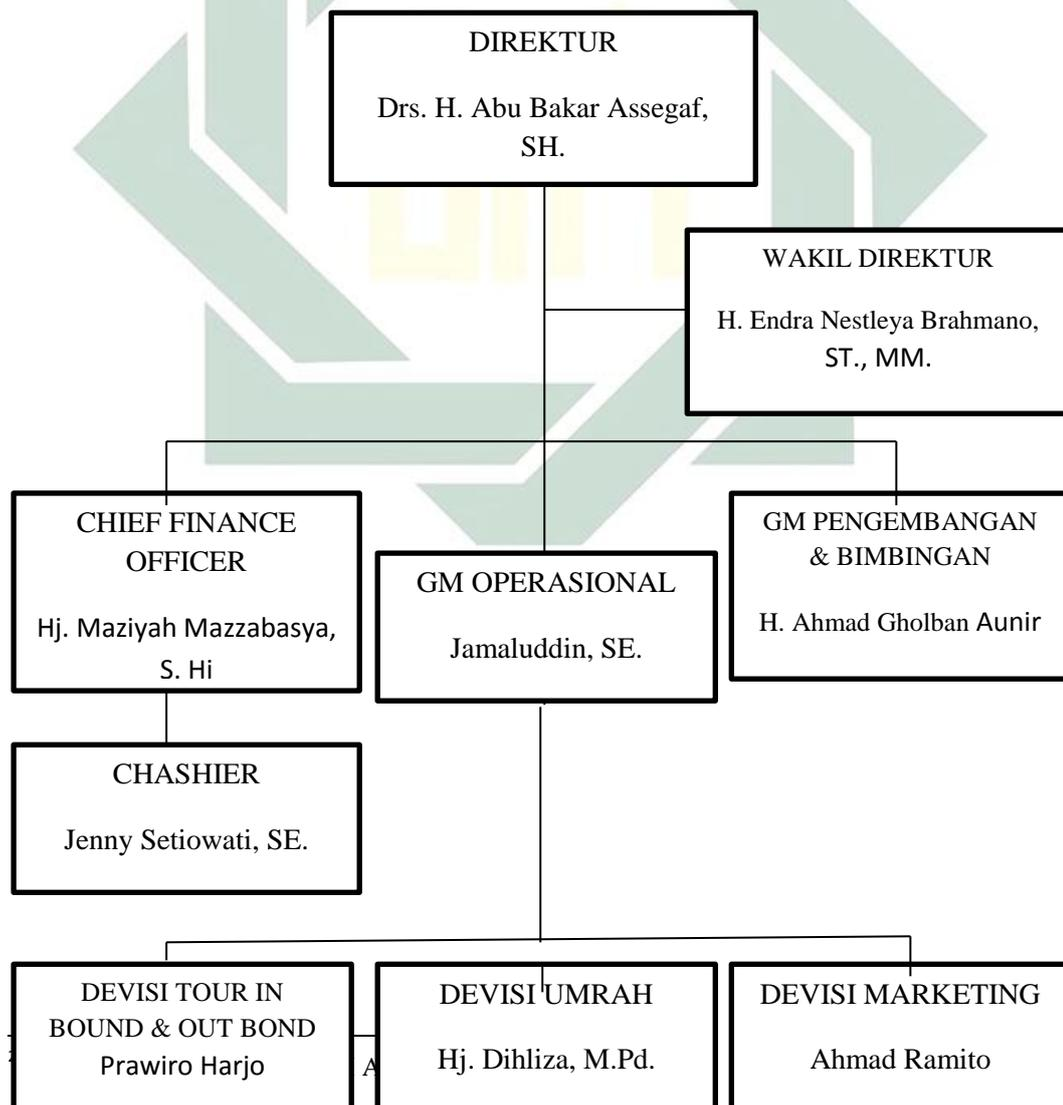 DIREKTUR
Drs. H. Abu Bakar Assegaf,
SH.
WAKIL DIREKTUR
H. Endra Nestleya Brahmano,
ST., MM.
CHIEF FINANCE
OFFICER
Hj. Maziyah Mazzabasya,
S. Hi
GM OPERASIONAL
Jamaluddin, SE.
GM PENGEMBANGAN
& BIMBINGAN
H. Ahmad Gholban Aunir
CHASHIER
Jenny Setiowati, SE.
DEVISI TOUR IN
BOUND & OUT BOND
Prawiro Harjo
DEVISI UMRAH
Hj. Dihliza, M.Pd.
DEVISI MARKETING
Ahmad Ramito